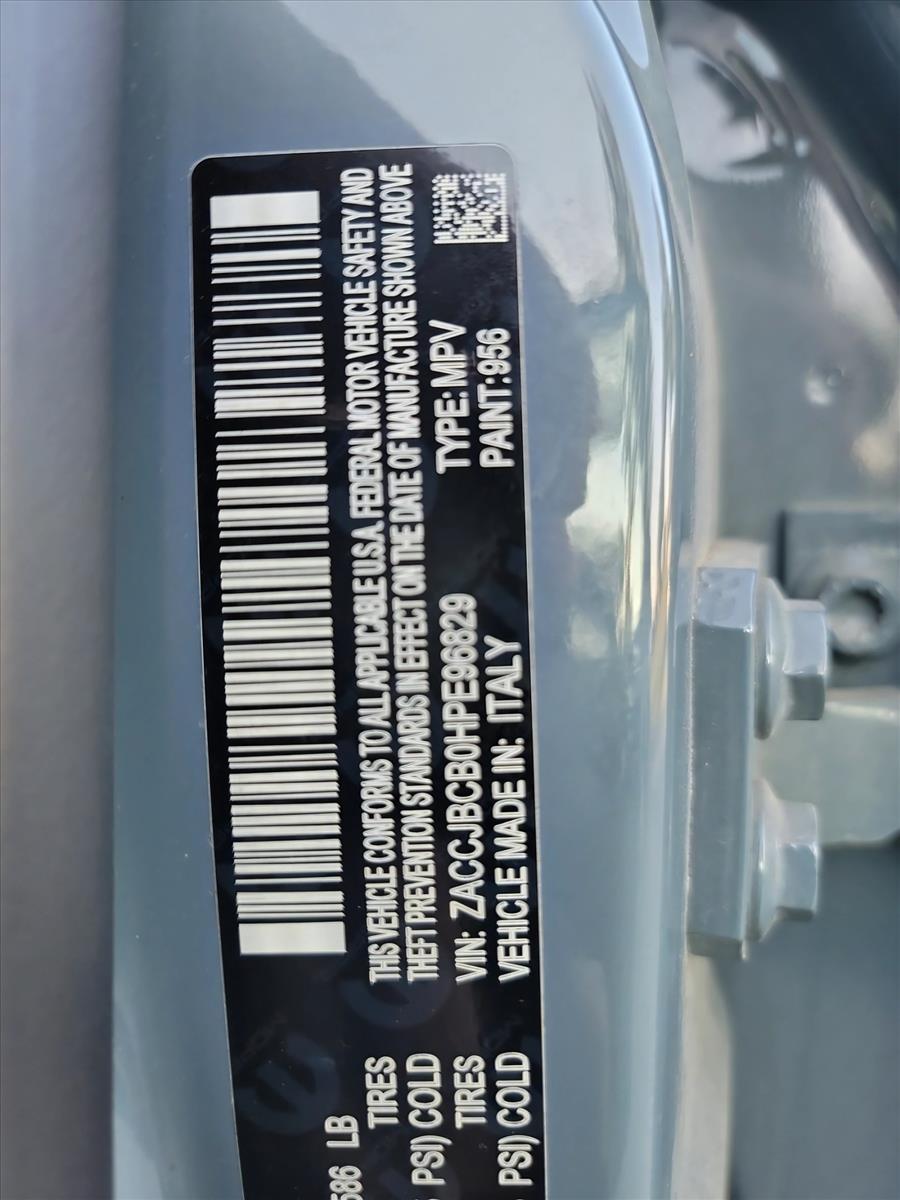 586 LB
TIRES
PSI) COLD
TIRES
PSI) COLD
THIS VEHICLE CONFORMS TO ALL APPLICABLE U.S.A. FEDERAL MOTOR VEHICLE SAFETY AND
THEFT PREVENTION STANDARDS IN EFFECT ON THE DATE OF MANUFACTURE SHOWN ABOVE
VIN: ZACCJBCB0HPE96829 TYPE: MPV
VEHICLE MADE IN: ITALY PAINT: 956